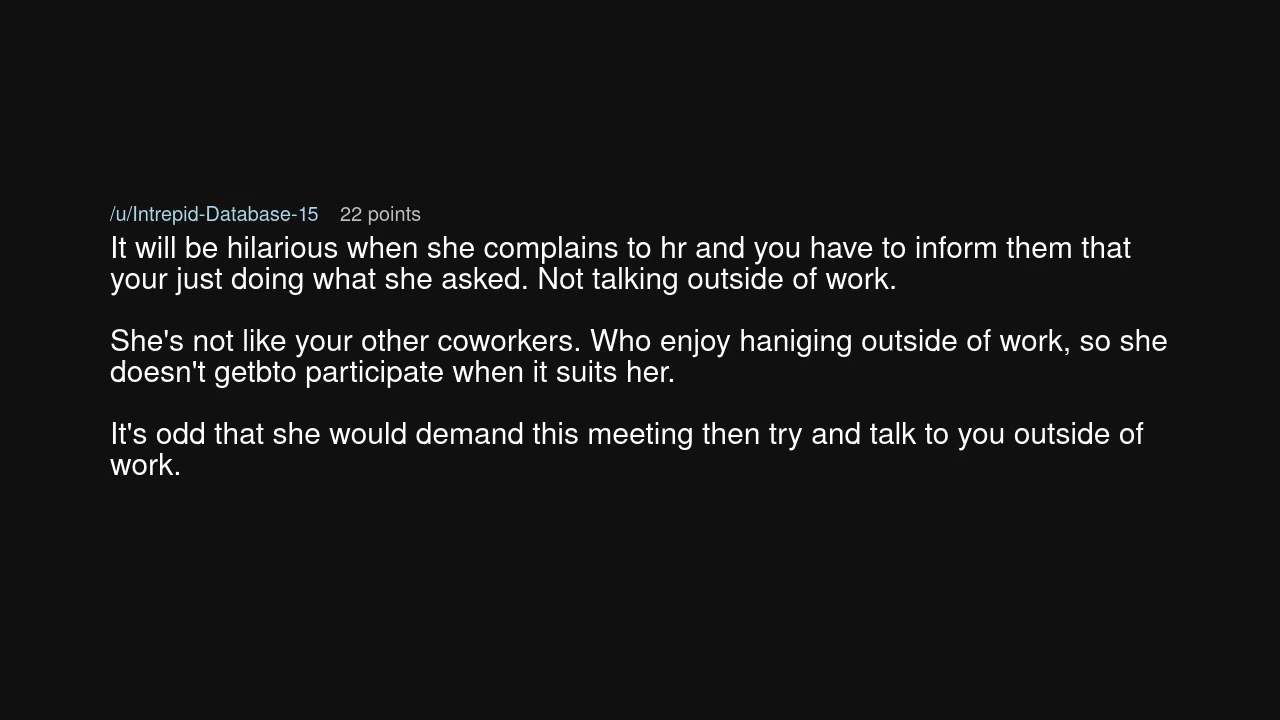 /u/Intrepid-Database-15 22 points
It will be hilarious when she complains to hr and you have to inform them that
your just doing what she asked. Not talking outside of work.
She's not like your other coworkers. Who enjoy haniging outside of work, so she
doesn't getbto participate when it suits her.
It's odd that she would demand this meeting then try and talk to you outside of
work.